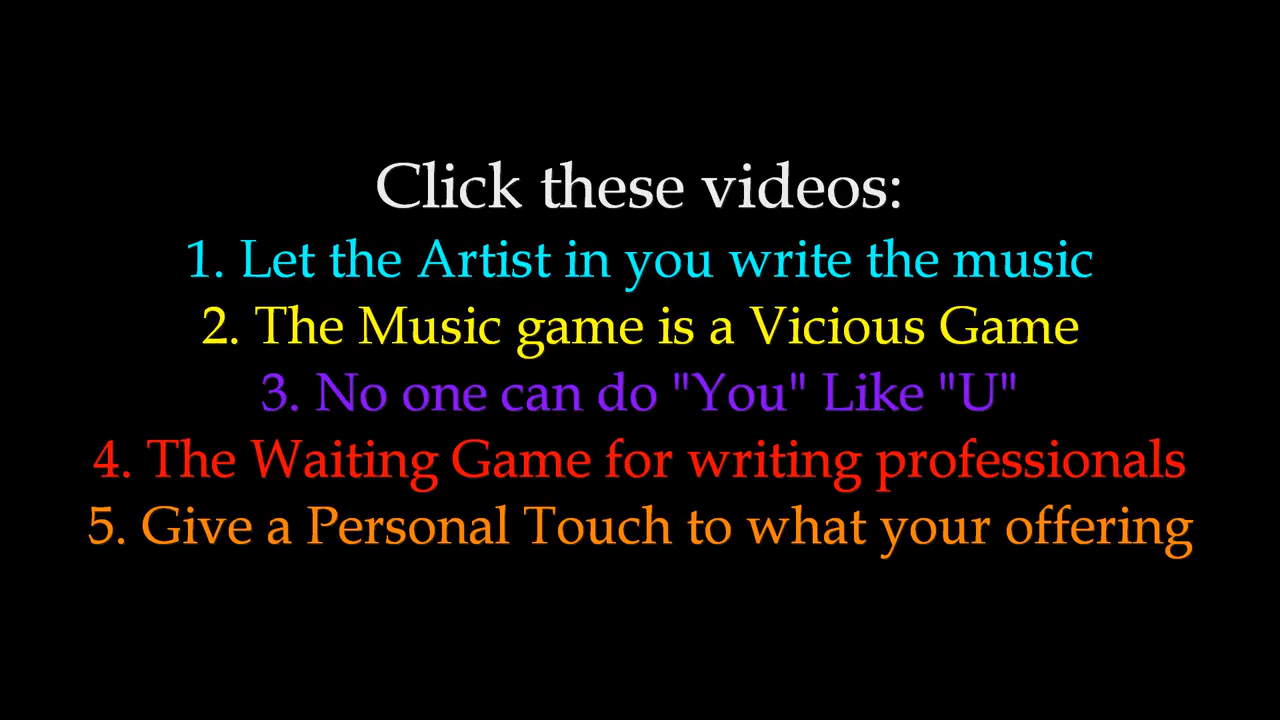 Click these videos:
1. Let the Artist in you write the music
2. The Music game is a Vicious Game
3. No one can do "You" Like "U"
4. The Waiting Game for writing professionals
5. Give a Personal Touch to what your offering